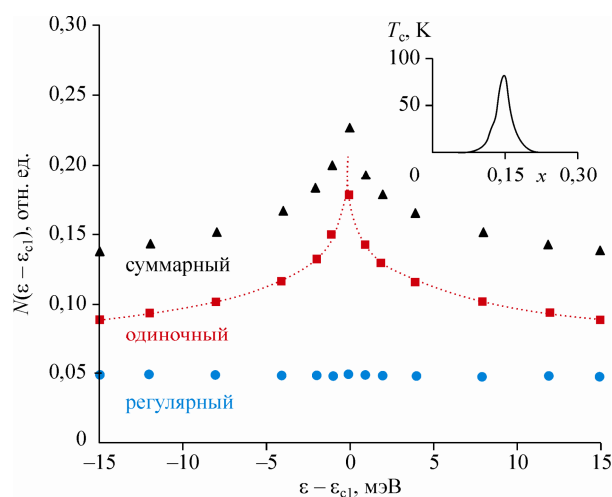 0,30
0,25
0,20
0,15
0,10
0,05
0
N(ε – εc1), отн. ед.
Tc, K
100
50
0
0,15
x
0,30
суммарный
одиночный
регулярный
–15
–10
–5
0
5
10
15
ε – εc1, мэВ